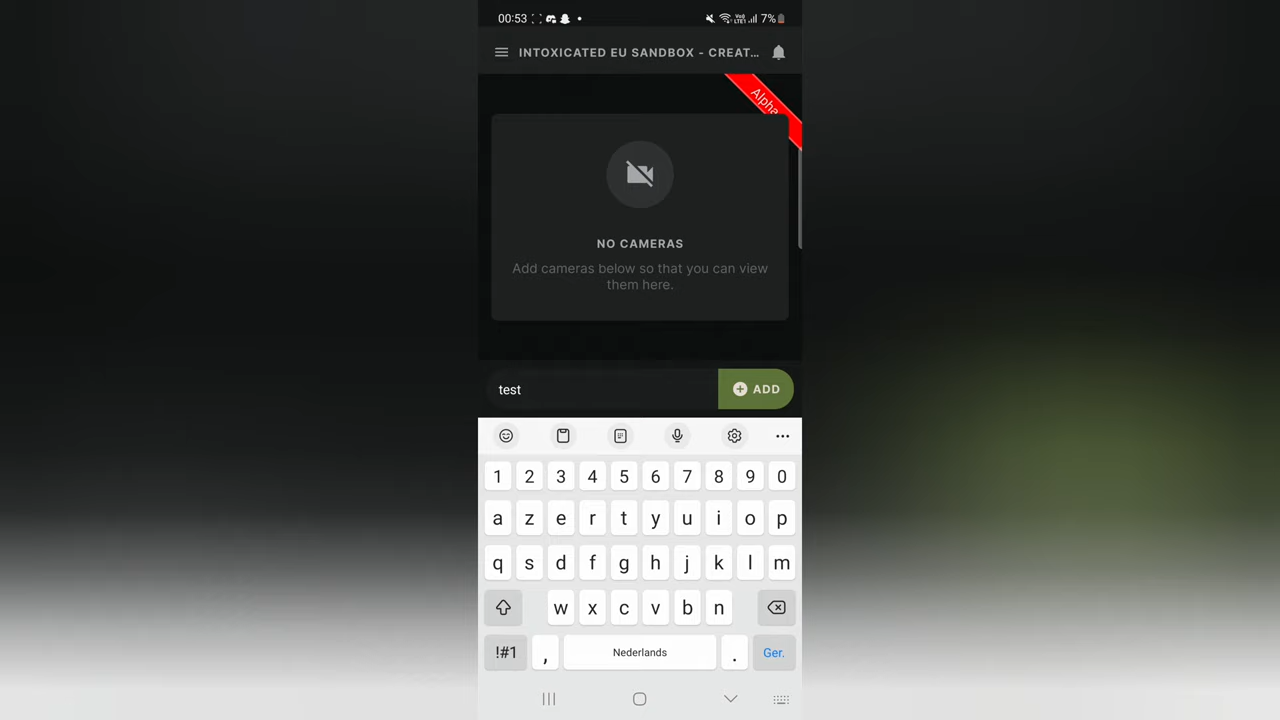 00:53 7%
INTOXICATED EU SANDBOX - CREAT...
Alpha
NO CAMERAS
Add cameras below so that you can view
them here.
test
ADD
1 2 3 4 5 6 7 8 9 0
a z e r t y u i o p
q s d f g h j k l m
w x c v b n
!#1 , Nederlands . Ger.